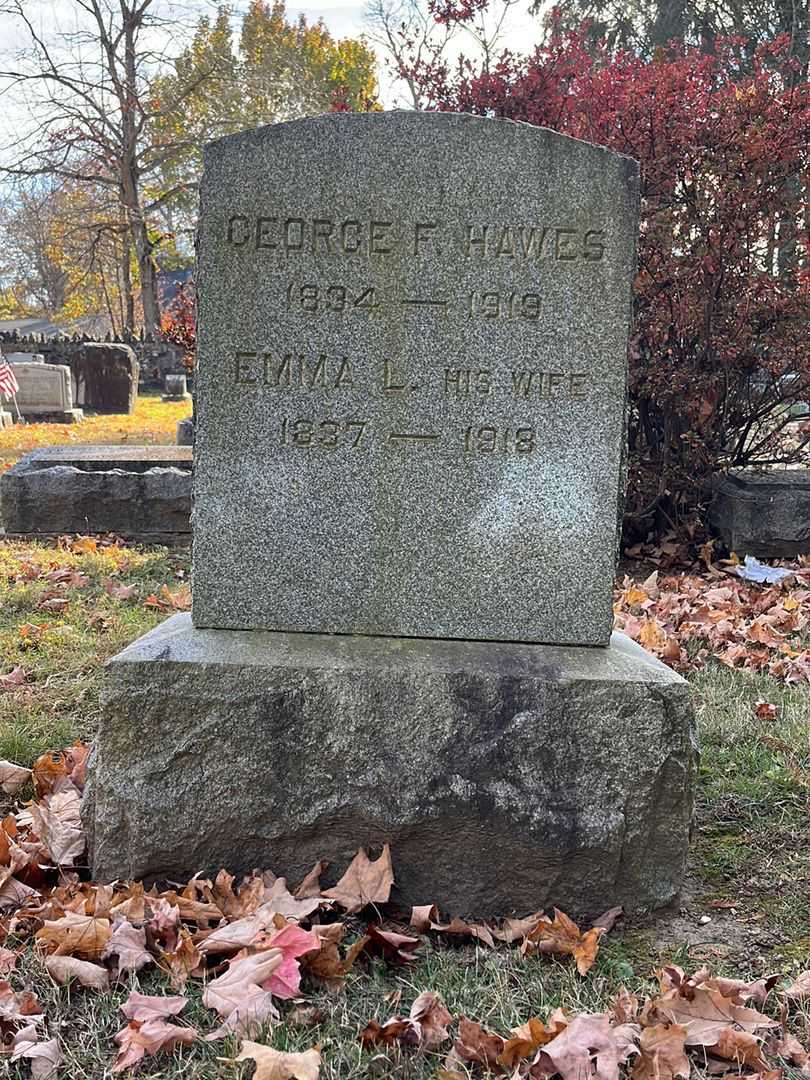 GEORGE F. HAWES
1834 — 1919
EMMA L. HIS WIFE
1837 — 1918